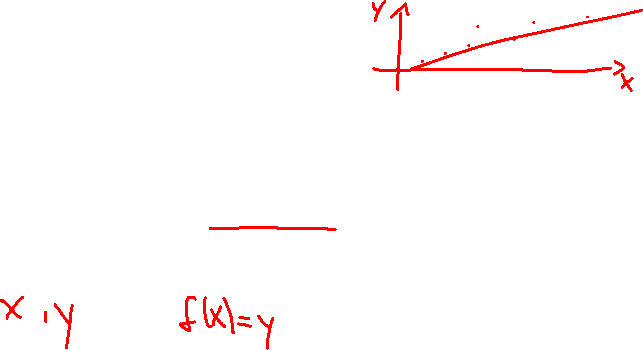 y
x
x , y f(x) = y